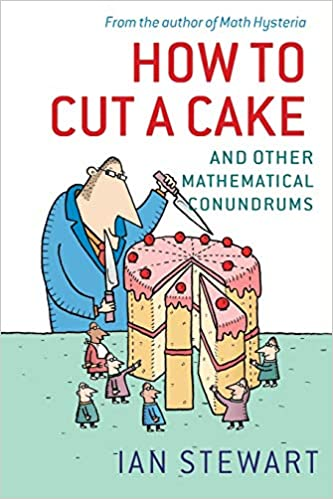 From the author of Math Hysteria
HOW TO
CUT A CAKE
AND OTHER
MATHEMATICAL
CONUNDRUMS
IAN STEWART